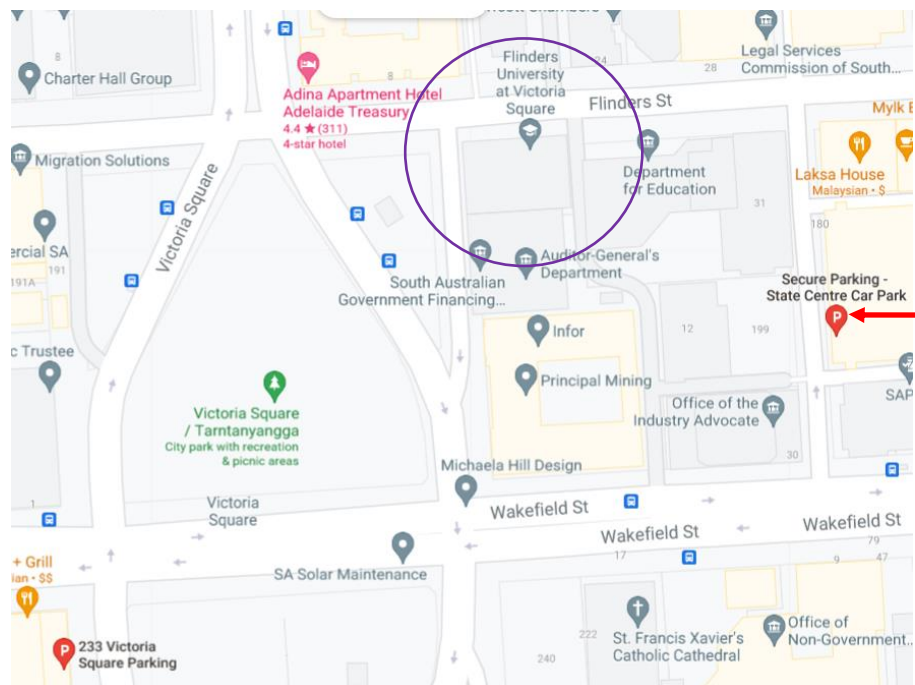 8
Charter Hall Group
Adina Apartment Hotel
Adelaide Treasury
4.4 ★ (311)
4-star hotel
8
Flinders
University
at Victoria
Square
24
28
Legal Services
Commission of South...
Flinders St
Migration Solutions
Victoria Square
Department
for Education
Laksa House
Malaysian • $
31
180
191
191A
South Australian
Government Financing...
Auditor-General's
Department
Secure Parking -
State Centre Car Park
P
Infor
12
199
Trustee
Principal Mining
Victoria Square
/ Tarntanyangga
City park with recreation
& picnic areas
Office of the
Industry Advocate
Michaela Hill Design
30
1
Victoria
Square
Wakefield St
Wakefield St
Wakefield St
79
17
9
47
+ Grill
SA Solar Maintenance
P
233 Victoria
Square Parking
222
240
St. Francis Xavier's
Catholic Cathedral
Office of
Non-Government...